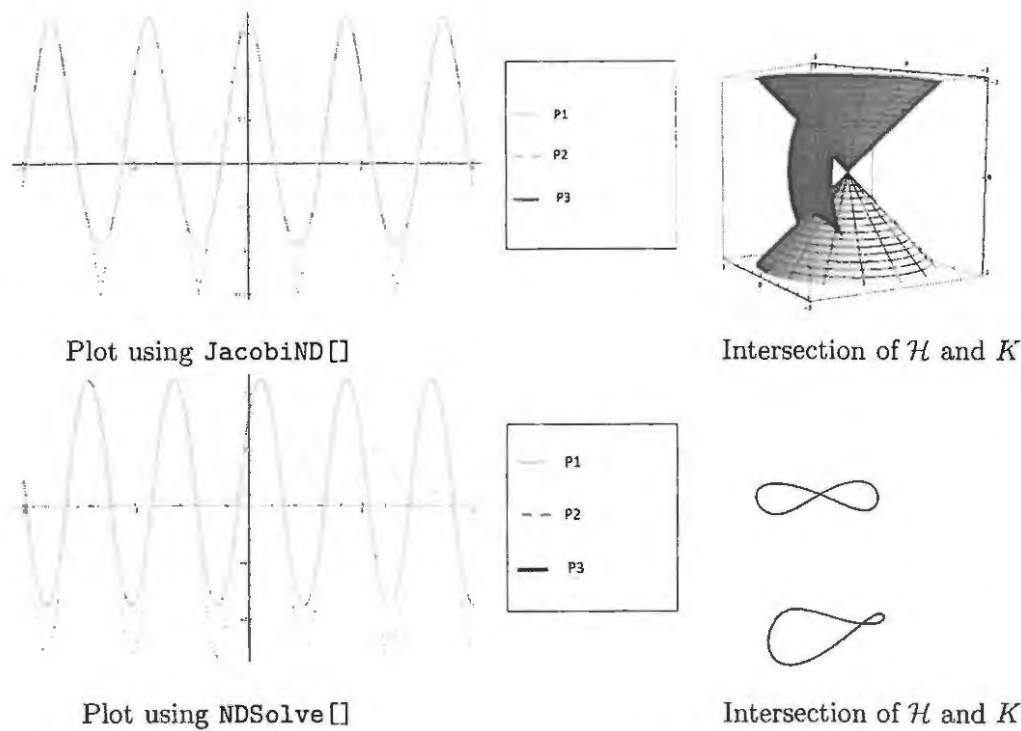 P1
P2
P3
Plot using JacobiND[]
Intersection of H and K
P1
P2
P3
Plot using NDSolve[]
Intersection of H and K